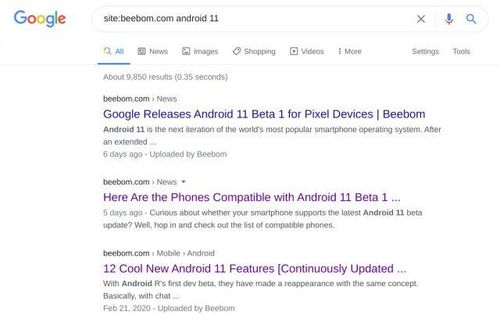 Google
site:beebom.com android 11
All News Images Shopping Videos More Settings Tools
About 9,850 results (0.35 seconds)
beebom.com › News
Google Releases Android 11 Beta 1 for Pixel Devices | Beebom
Android 11 is the next iteration of the world's most popular smartphone operating system. After
an extended ...
6 days ago - Uploaded by Beebom
beebom.com › News
Here Are the Phones Compatible with Android 11 Beta 1 ...
5 days ago - Curious about whether your smartphone supports the latest Android 11 beta
update? Well, hop in and check out the list of compatible phones.
beebom.com › Mobile › Android
12 Cool New Android 11 Features [Continously Updated ...
With Android R's first dev beta, they have made a reappearance with the same concept.
Basically, with chat ...
Feb 21, 2020 - Uploaded by Beebom